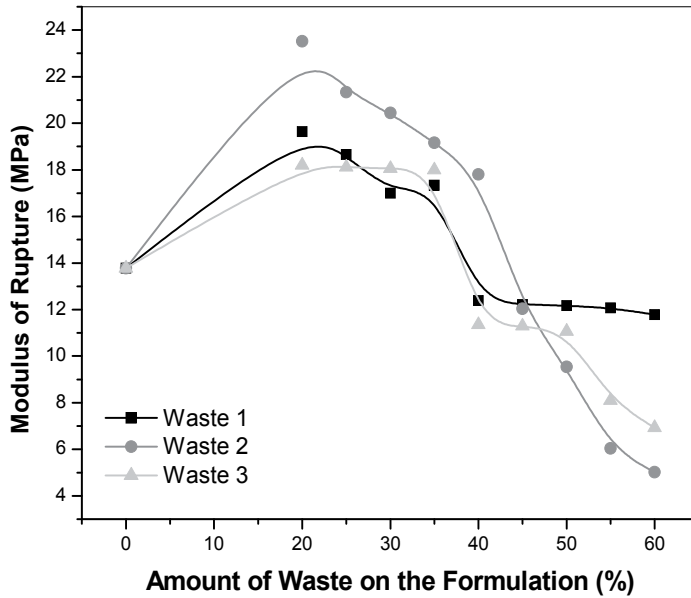 24
22
20
18
16
14
12
10
8
6
4
Modulus of Rupture (MPa)
Waste 1
Waste 2
Waste 3
0 10 20 30 40 50 60
Amount of Waste on the Formulation (%)